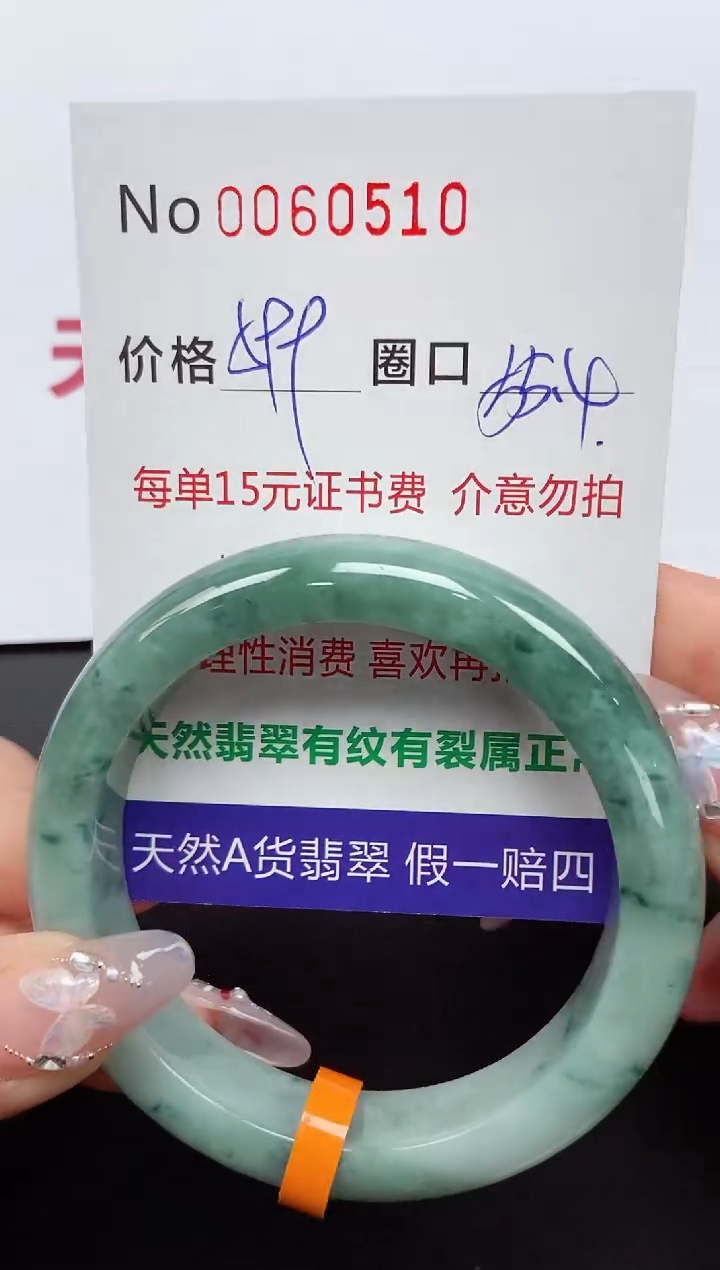 No 0060510
价格 圈口
每单15元证书费 介意勿拍
理性消费 喜欢再
天然翡翠有纹有裂属正
天然A货翡翠 假一赔四